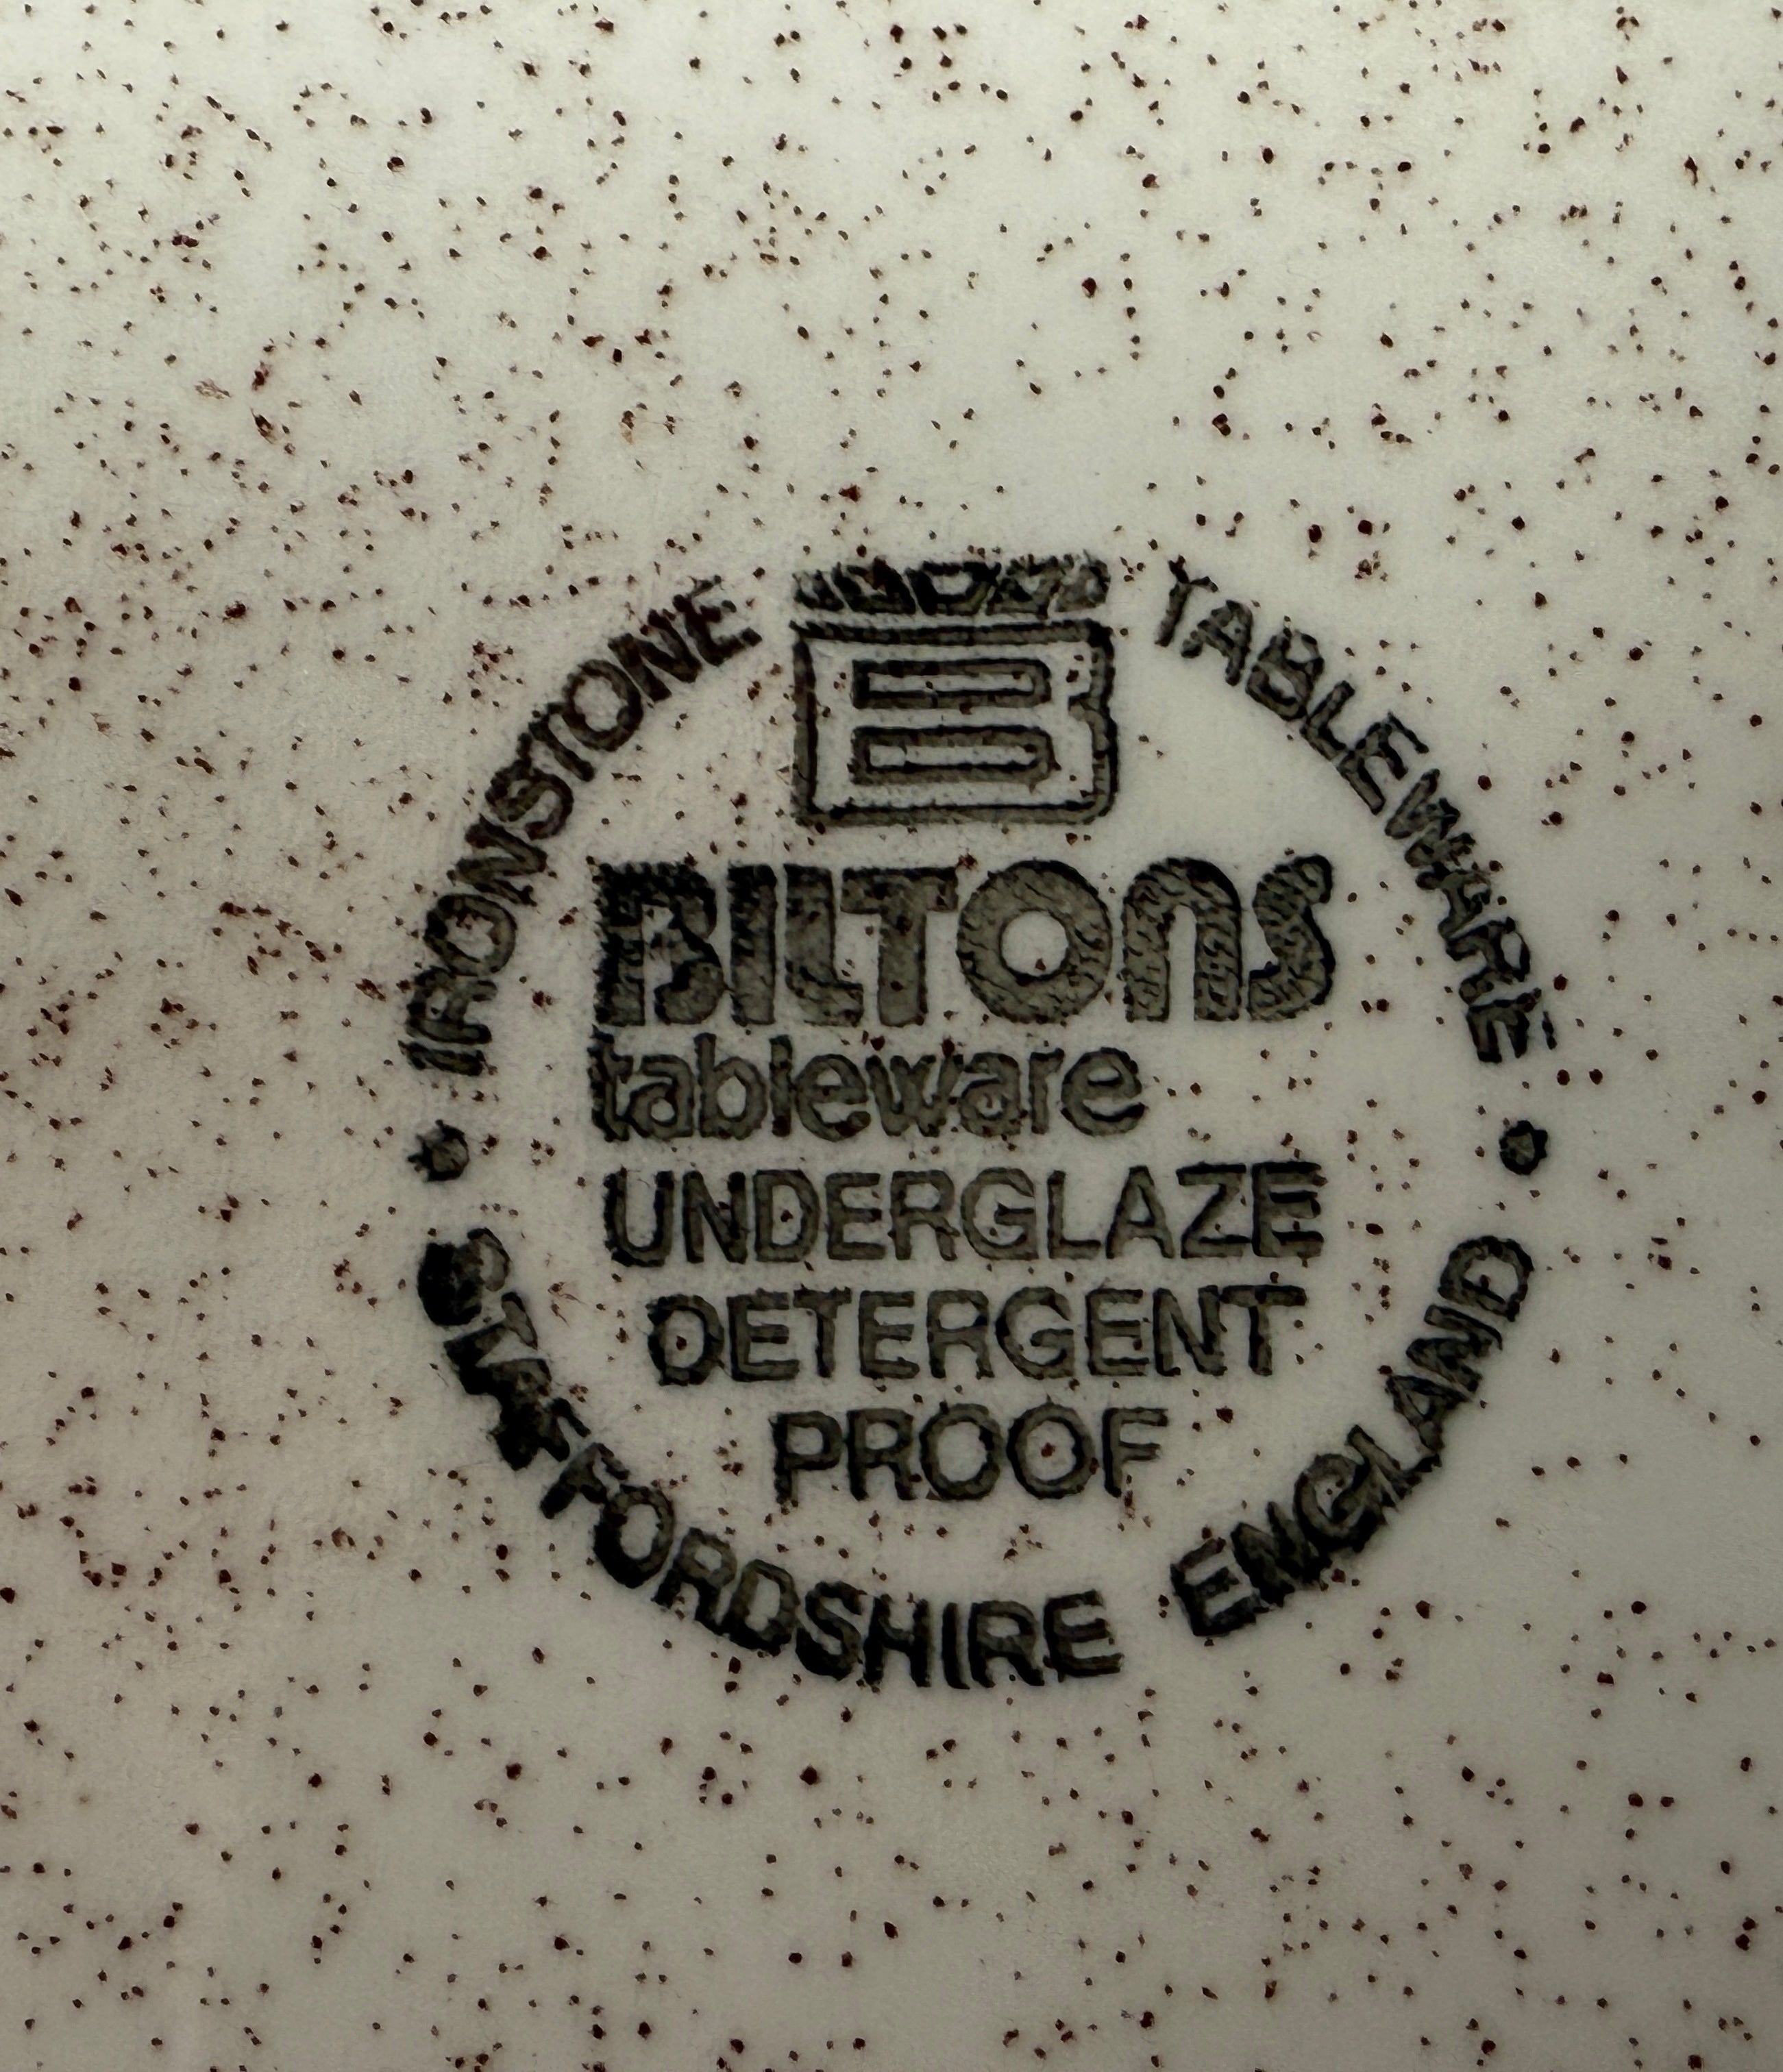 IRONSTONE TABLEWARE
B
BILTONS
tableware
UNDERGLAZE
DETERGENT
PROOF
STAFFORDSHIRE ENGLAND